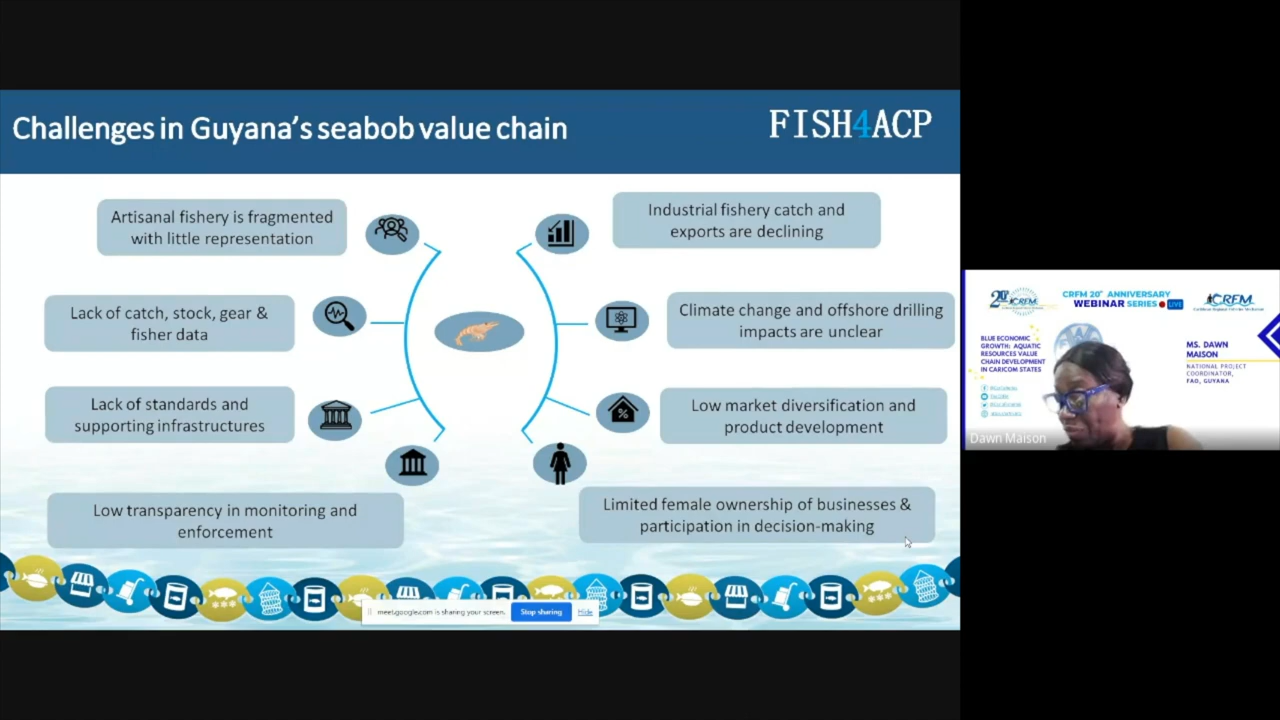 Challenges in Guyana's seabob value chain
FISH4ACP
Artisanal fishery is fragmented
with little representation
Industrial fishery catch and
exports are declining
Lack of catch, stock, gear &
fisher data
Climate change and offshore drilling
impacts are unclear
Lack of standards and
supporting infrastructures
%
Low market diversification and
product development
Low transparency in monitoring and
enforcement
Limited female ownership of businesses &
participation in decision-making
meet.google.com is sharing your screen.
Stop sharing
Hide
CRFM 20th ANNIVERSARY
WEBINAR SERIES LIVE
CRFM
BLUE ECONOMIC
GROWTH: AQUATIC
RESOURCES VALUE
CHAIN DEVELOPMENT
IN CARICOM STATES
MS. DAWN
MAISON
NATIONAL PROJECT
COORDINATOR,
FAO, GUYANA
Dawn Maison